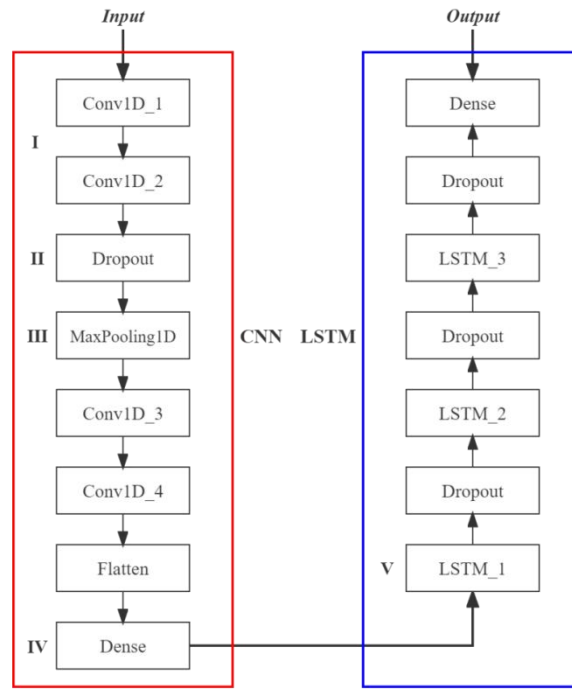 Input
Conv1D_1
I
Conv1D_2
II
Dropout
III
MaxPooling1D
CNN
Conv1D_3
Conv1D_4
Flatten
IV
Dense
Output
Dense
Dropout
LSTM_3
LSTM
Dropout
LSTM_2
Dropout
V
LSTM_1